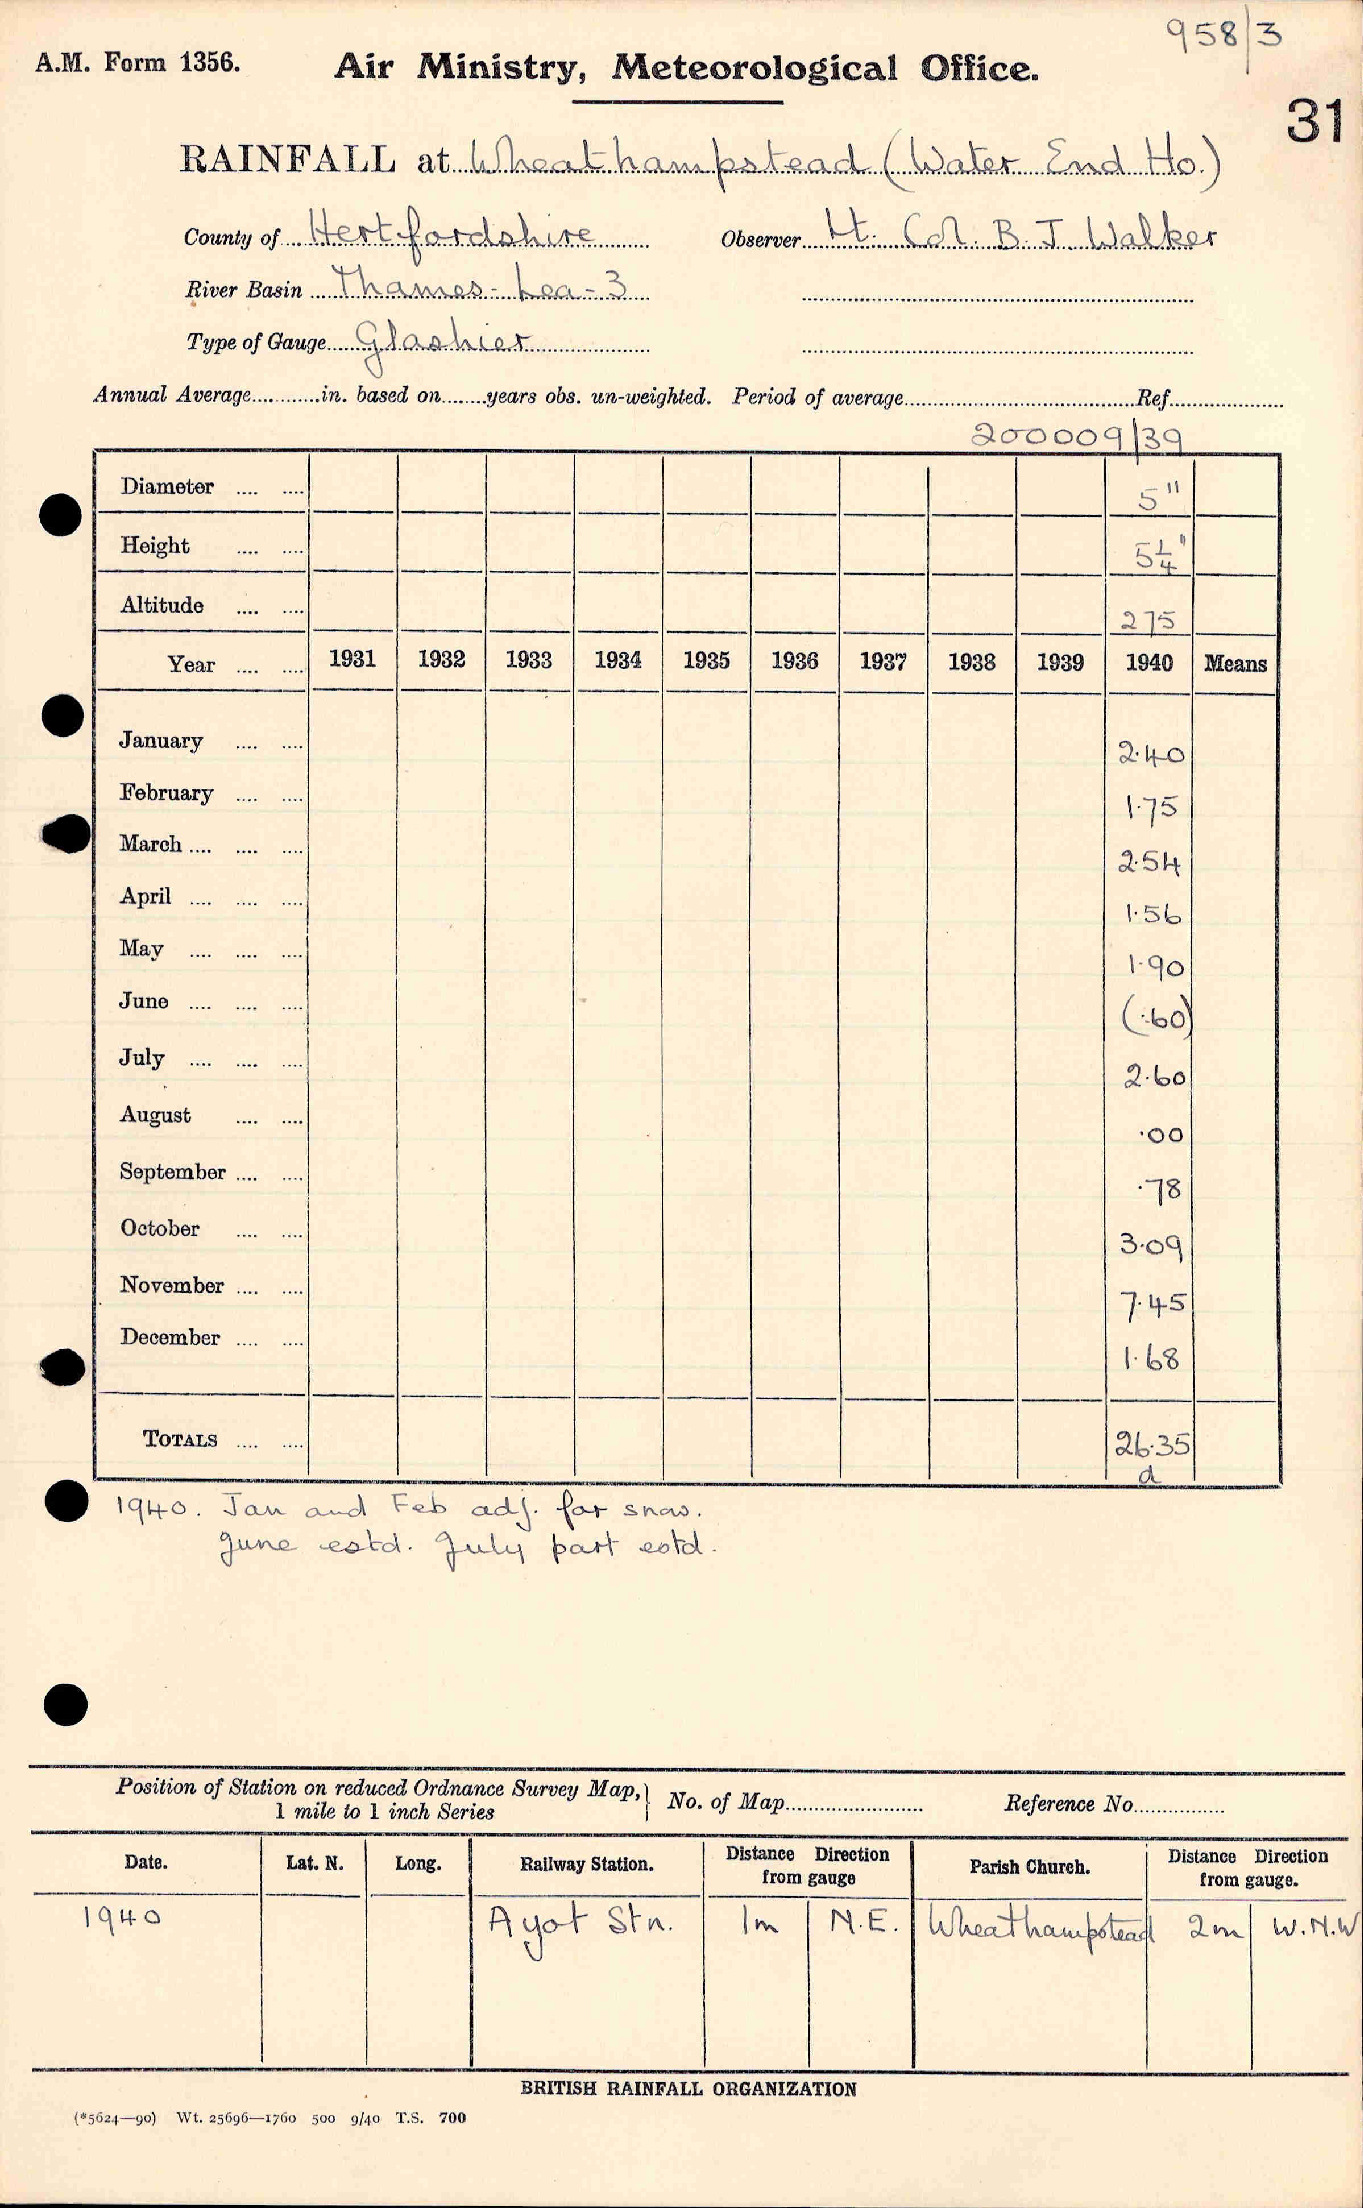 958/3
A.M. Form 1356. Air Ministry, Meteorological Office.
31
RAINFALL at Wheathampstead (Water End Ho.)
County of Hertfordshire Observer Lt. Col. B. J. Walker
River Basin Thames - Lea - 3
Type of Gauge Glashier
Annual Average............in. based on........years obs. un-weighted. Period of average........................Ref....................
200009/39
Diameter .... .... 5"
Height .... .... 5¼"
Altitude .... .... 275
Year .... .... 1931 1932 1933 1934 1935 1936 1937 1938 1939 1940 Means
January .... .... 2.40
February .... .... 1.75
March .... .... .... 2.54
April .... .... .... 1.56
May .... .... .... 1.90
June .... .... .... (.60)
July .... .... .... 2.60
August .... .... .00
September .... .... .78
October .... .... 3.09
November .... .... 7.45
December .... .... 1.68
TOTALS .... .... 26.35
d
1940. Jan and Feb adj. for snow.
June estd. July part estd.
Position of Station on reduced Ordnance Survey Map,} No. of Map........................ Reference No................
1 mile to 1 inch Series
Date. Lat. N. Long. Railway Station. Distance Direction from gauge Parish Church. Distance Direction from gauge.
1940 Ayot Stn. 1m N.E. Wheathampstead 2m W.N.W
BRITISH RAINFALL ORGANIZATION
(*5624—90) Wt. 25696—1760 500 9/40 T.S. 700